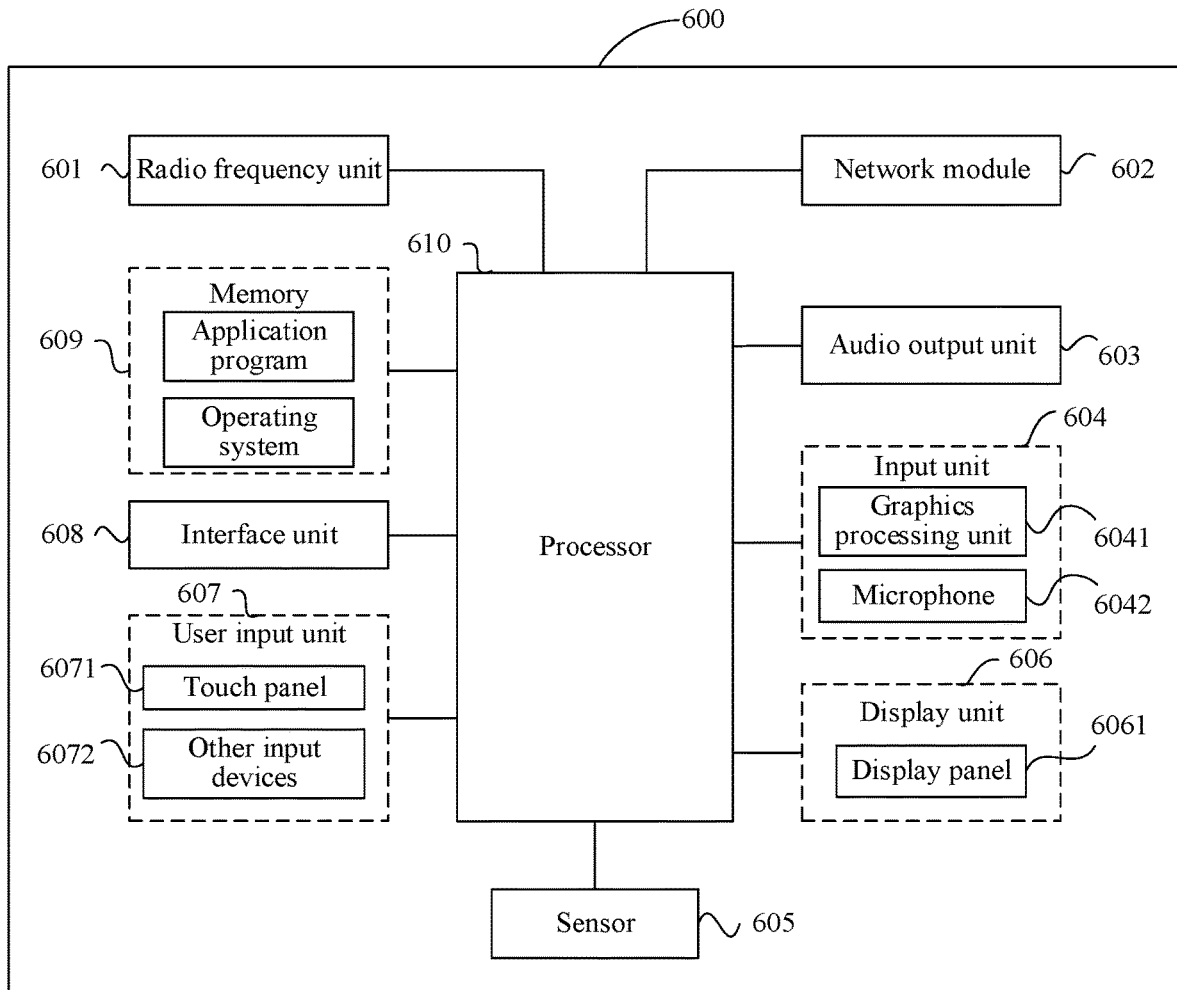 600
601
Radio frequency unit
Network module
602
610
Memory
Application
program
Operating
system
609
Audio output unit
603
604
Input unit
Graphics
processing unit
6041
Microphone
6042
608
Interface unit
Processor
607
User input unit
6071
Touch panel
6072
Other input
devices
606
Display unit
6061
Display panel
Sensor
605